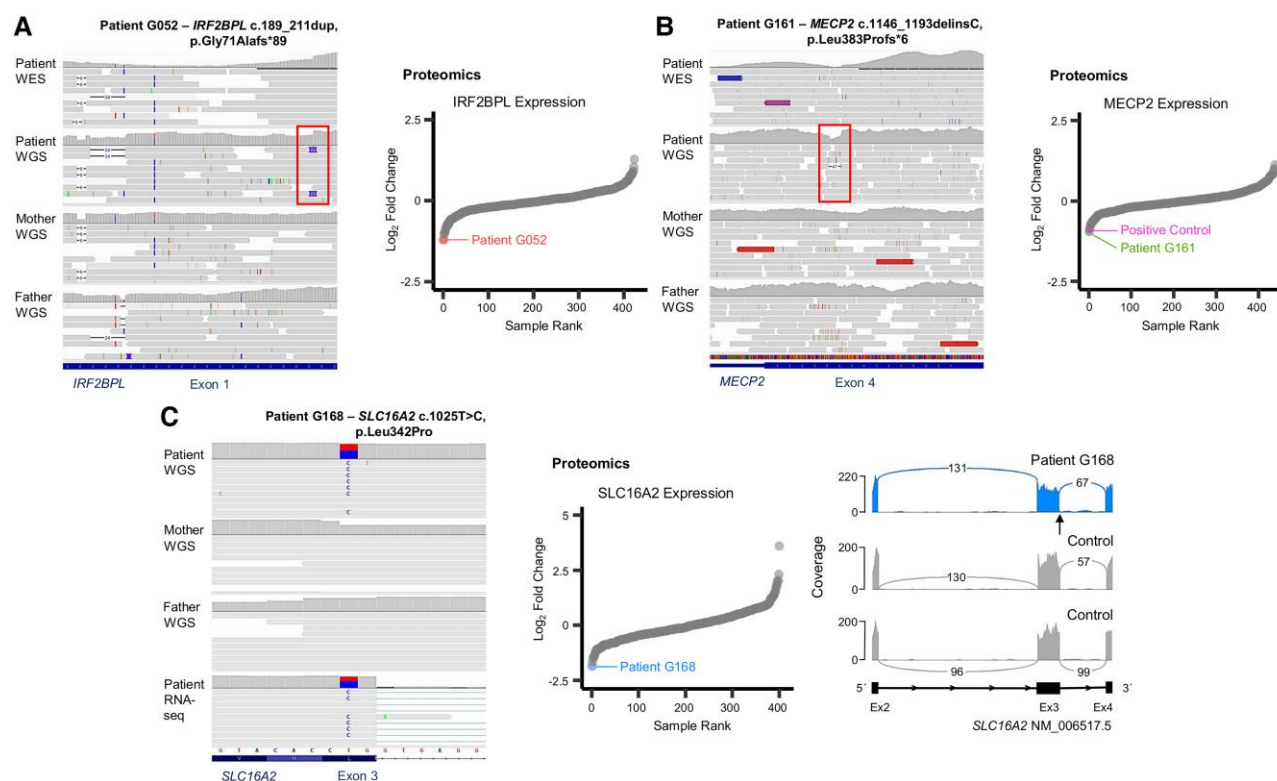 A
Patient G052 – IRF2BPL c.189_211dup,
p.Gly71Alafs*89
Patient
WES
Patient
WGS
Mother
WGS
Father
WGS
IRF2BPL Exon 1
Proteomics
IRF2BPL Expression
Log2 Fold Change
2.5
0
-2.5
Patient G052
0 100 200 300 400
Sample Rank
B
Patient G161 – MECP2 c.1146_1193delinsC,
p.Leu383Profs*6
Patient
WES
Patient
WGS
Mother
WGS
Father
WGS
MECP2 Exon 4
Proteomics
MECP2 Expression
Log2 Fold Change
2.5
0
-2.5
Positive Control
Patient G161
0 100 200 300 400
Sample Rank
C
Patient G168 – SLC16A2 c.1025T>C,
p.Leu342Pro
Patient
WGS
Mother
WGS
Father
WGS
Patient
RNA-
seq
C
C
C
C
C
C
C
C
C
C
C
C
C
G T A C A C C T G G T G A G G
V H L
SLC16A2 Exon 3
Proteomics
SLC16A2 Expression
Log2 Fold Change
5
2.5
0
-2.5
Patient G168
0 100 200 300 400
Sample Rank
Patient G168
220
0
131
67
Control
200
0
130
57
Control
200
0
96
99
Coverage
5´ 3´
Ex2 Ex3 Ex4
SLC16A2 NM_006517.5